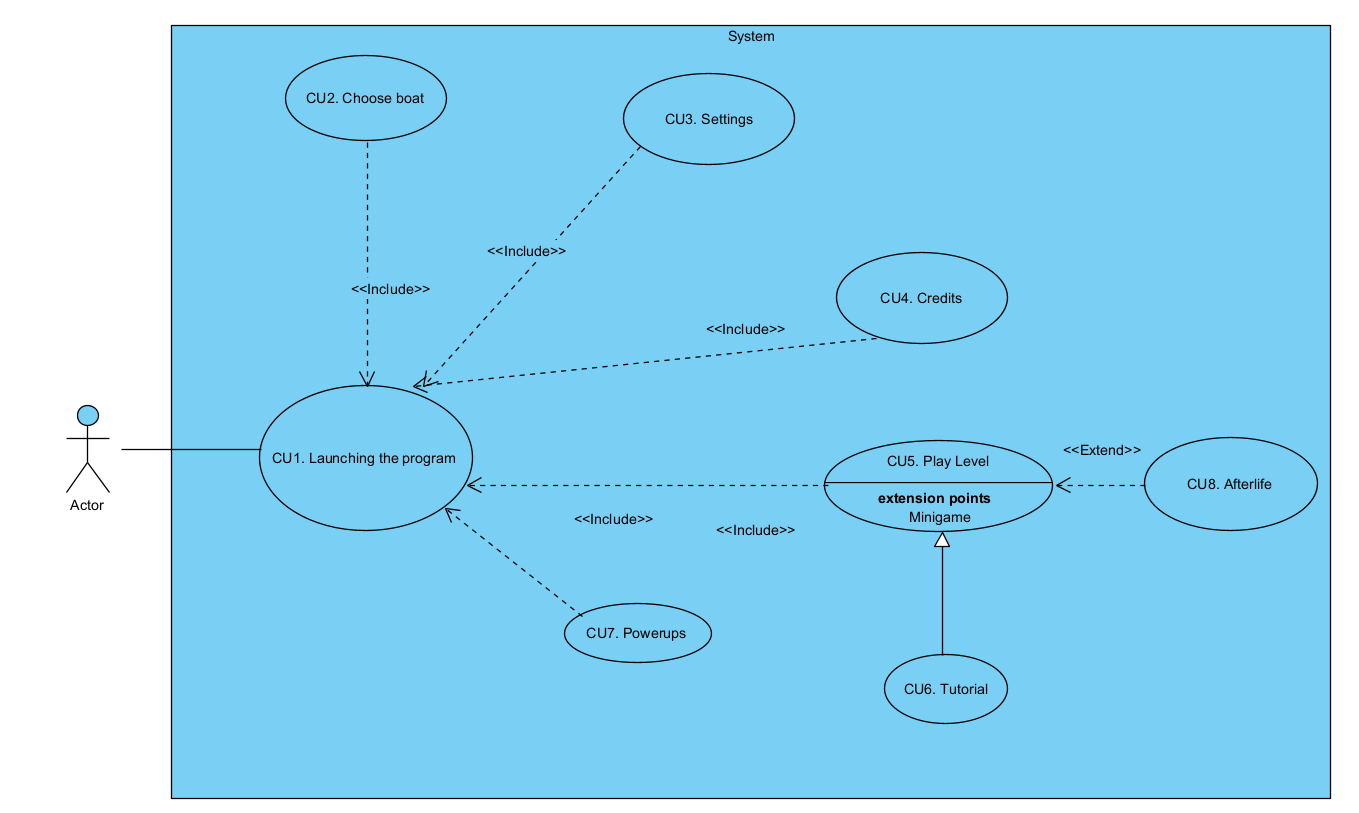 System
CU2. Choose boat
CU3. Settings
<<Include>>
<<Include>>
CU4. Credits
<<Include>>
Actor
CU1. Launching the program
CU5. Play Level
extension points
Minigame
<<Extend>>
CU8. Afterlife
<<Include>>
<<Include>>
CU7. Powerups
CU6. Tutorial